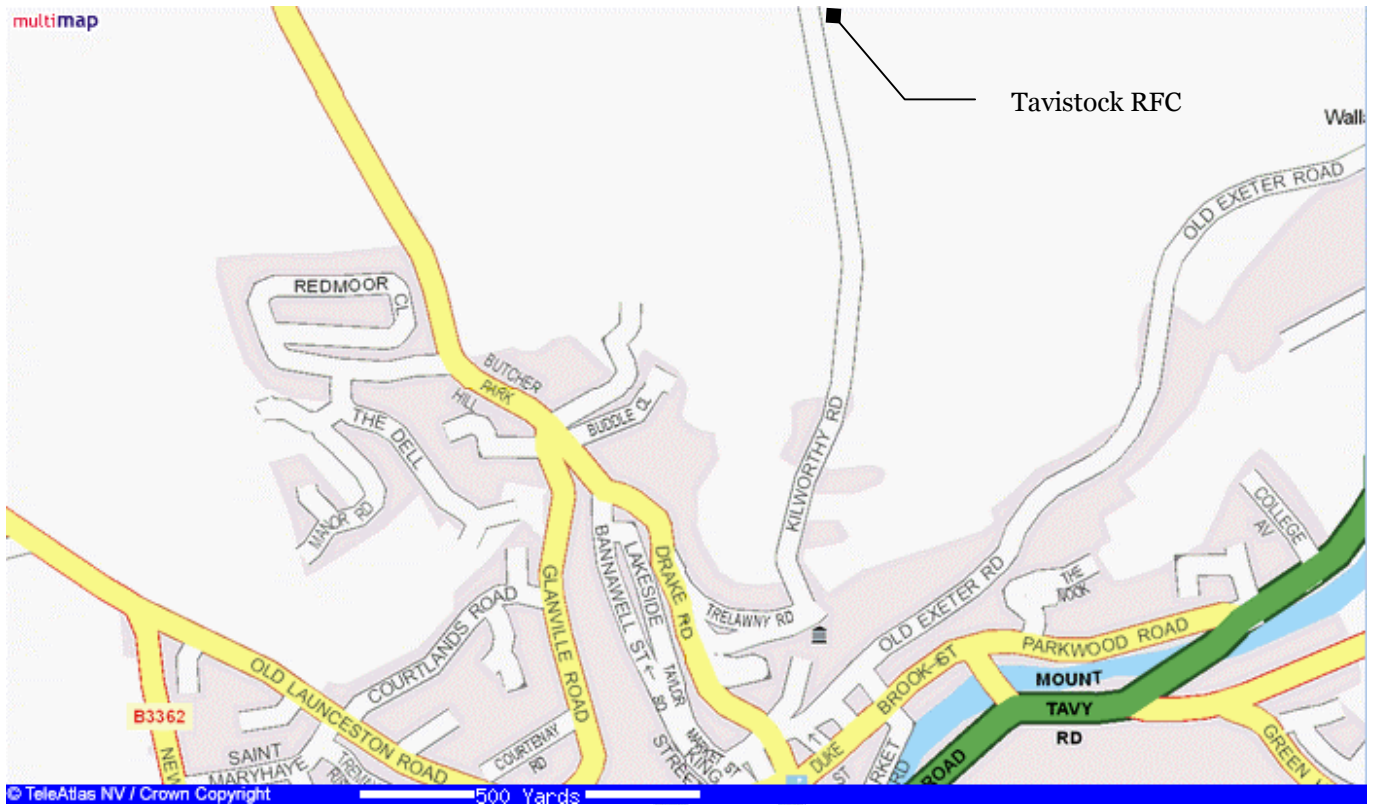 multimap
Tavistock RFC
Wall
OLD EXETER ROAD
REDMOOR
CL
BUTCHER
PARK
HILL
BUDDLE CL
THE DELL
KILWORTHY RD
MANOR RD
COLLEGE
AV
BANNAWELL ST
LAKESIDE
DRAKE RD
GLANVILLE ROAD
TRELAWNY RD
OLD EXETER RD
THE
NOOK
COURTLANDS ROAD
PARKWOOD ROAD
BROOK ST
MOUNT
TAVY
RD
OLD LAUNCESTON ROAD
TAYLOR
SQ
B3362
NEW
SAINT
MARYHAYE
COURTENAY
RD
MARKET ST
KING
STREET
DUKE
ST
ROAD
GREEN
© TeleAtlas NV / Crown Copyright
500 Yards